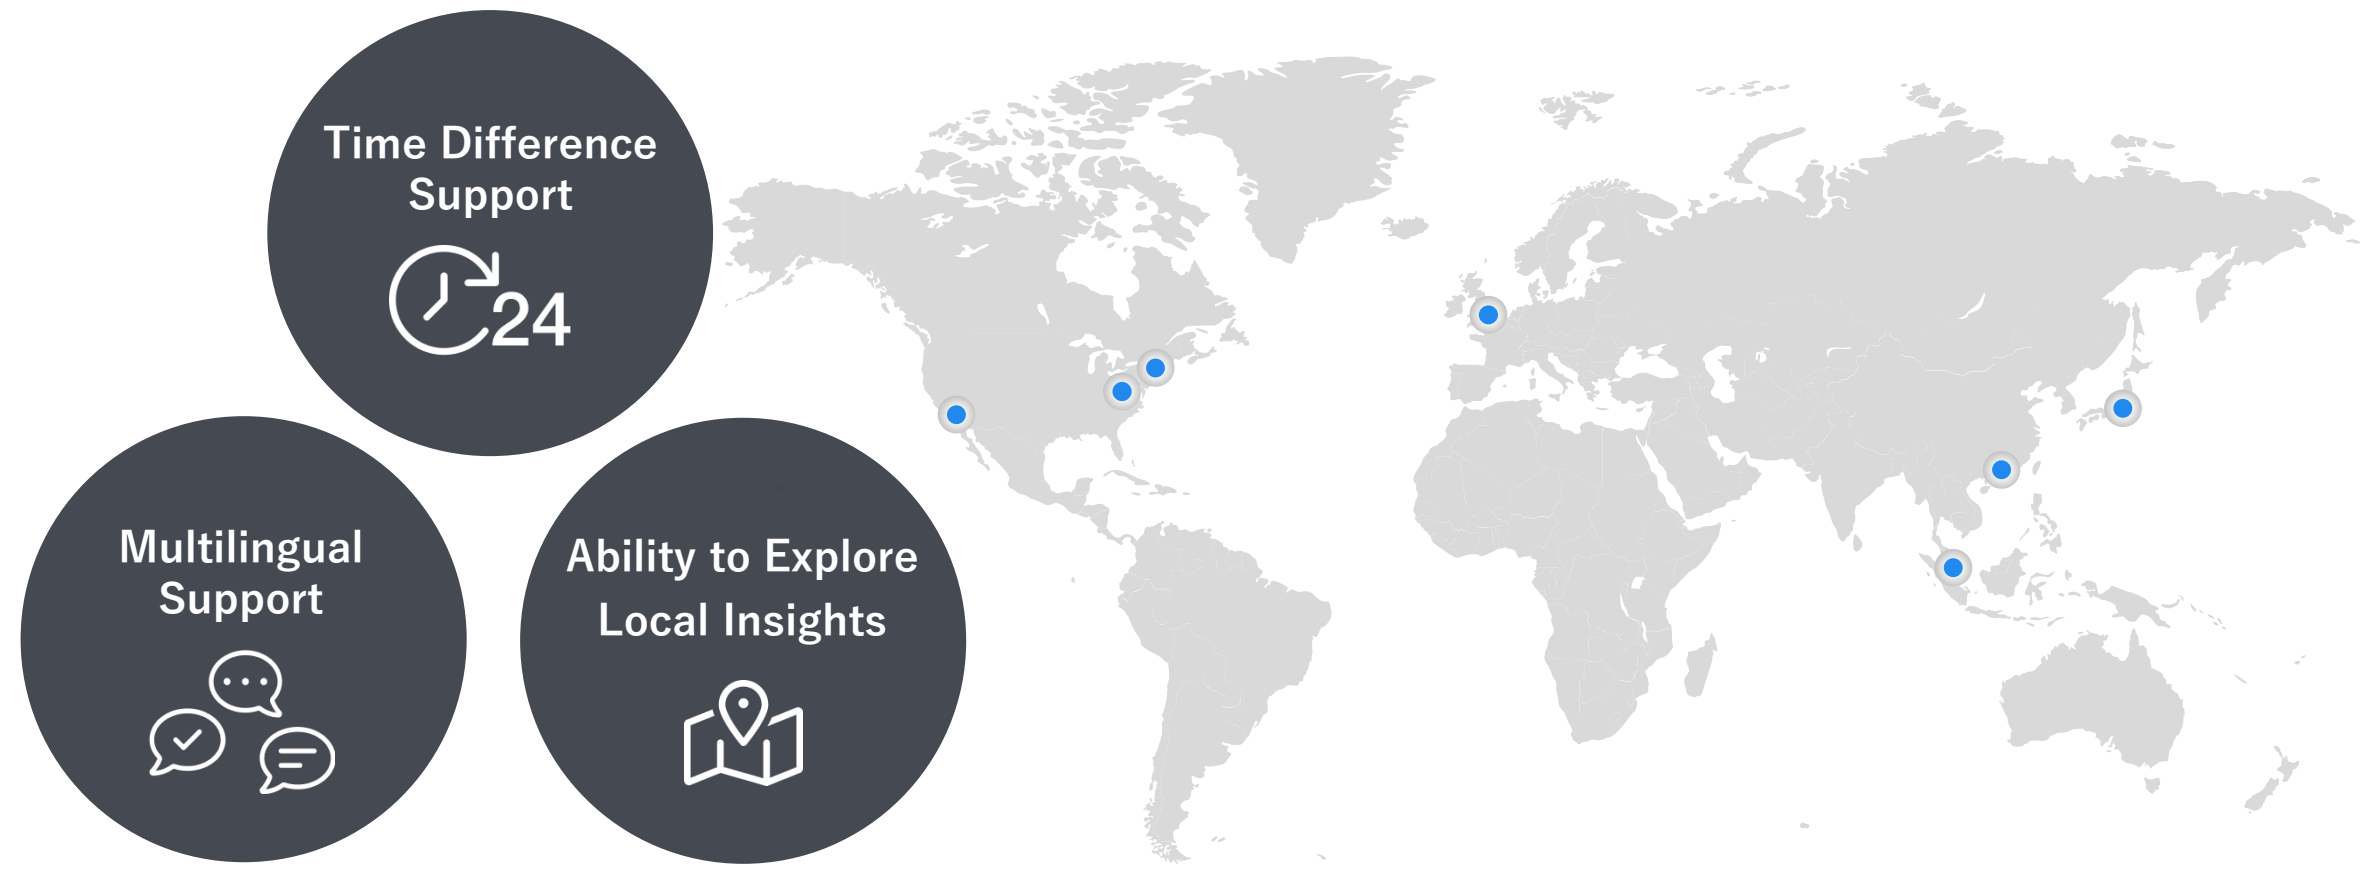 Time Difference
Support
24
Multilingual
Support
Ability to Explore
Local Insights